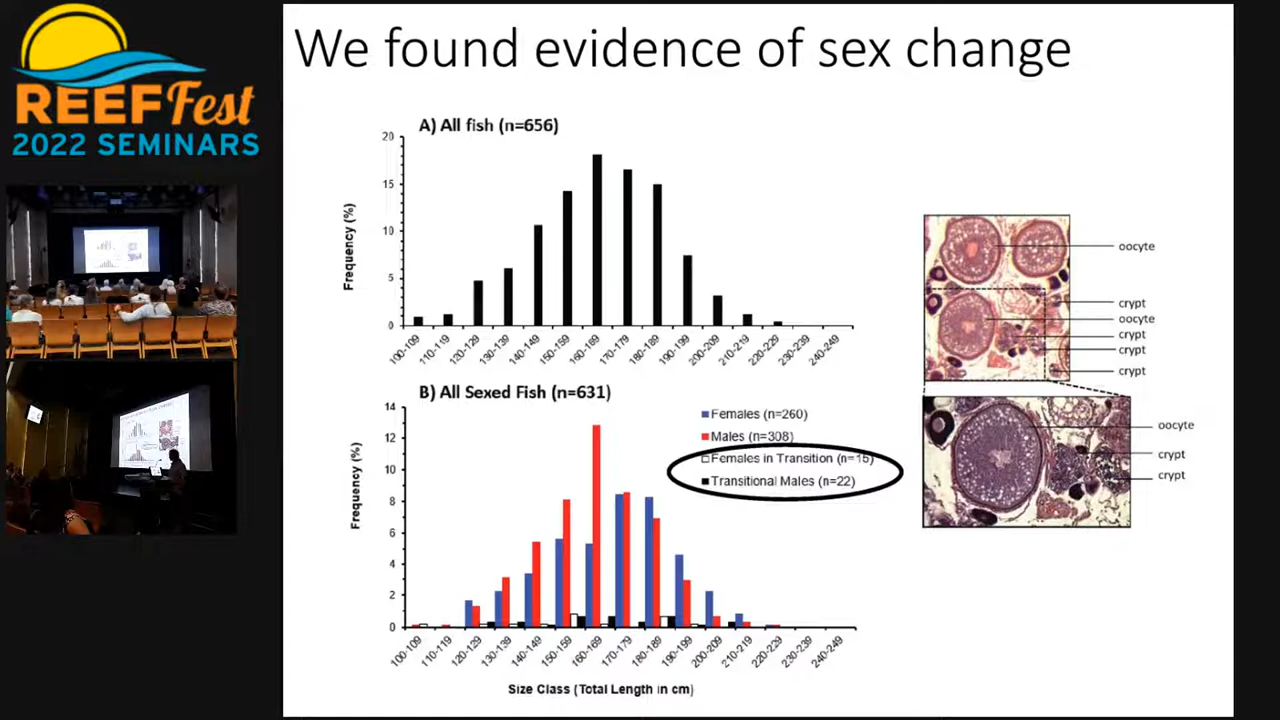 REEF Fest
2022 SEMINARS
We found evidence of sex change
A) All fish (n=656)
Frequency (%)
20
15
10
5
0
100-109
110-119
120-129
130-139
140-149
150-159
160-169
170-179
180-189
190-199
200-209
210-219
220-229
230-239
240-249
B) All Sexed Fish (n=631)
Frequency (%)
14
12
10
8
6
4
2
0
Females (n=260)
Males (n=308)
Females in Transition (n=15)
Transitional Males (n=22)
100-109
110-119
120-129
130-139
140-149
150-159
160-169
170-179
180-189
190-199
200-209
210-219
220-229
230-239
240-249
Size Class (Total Length in cm)
oocyte
crypt
oocyte
crypt
crypt
crypt
oocyte
crypt
crypt